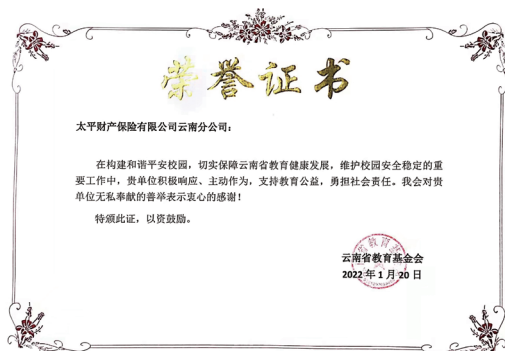 荣誉证书
太平财产保险有限公司云南分公司：
在构建和谐平安校园，切实保障云南省教育健康发展，维护校园安全稳定的重
要工作中，贵单位积极响应、主动作为，支持教育公益，勇担社会责任。我会对贵
单位无私奉献的善举表示衷心的感谢！
特颁此证，以资鼓励。
云南省教育基金会
2022 年 1 月 20 日